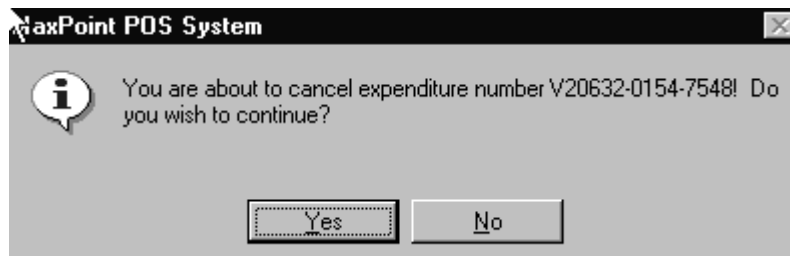 MaxPoint POS System
You are about to cancel expenditure number V20632-0154-7548! Do
you wish to continue?
Yes
No